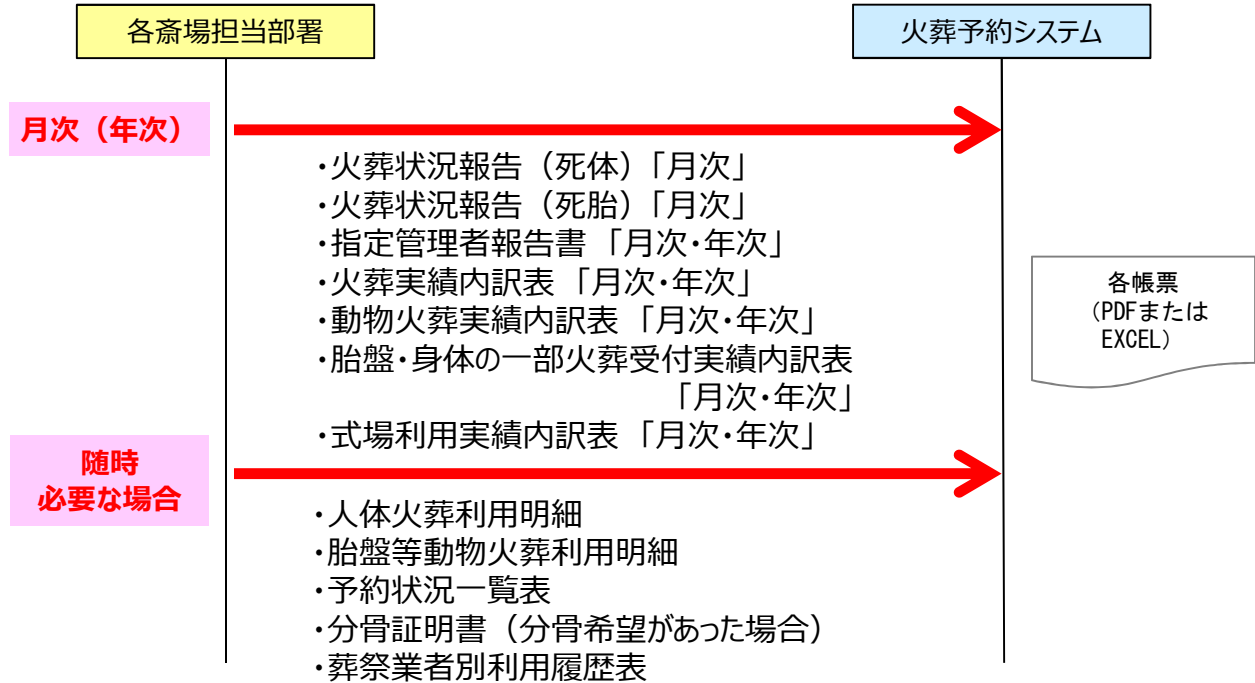 各斎場担当部署
火葬予約システム
月次（年次）
・火葬状況報告（死体）「月次」
・火葬状況報告（死胎）「月次」
・指定管理者報告書 「月次・年次」
・火葬実績内訳表 「月次・年次」
・動物火葬実績内訳表 「月次・年次」
・胎盤・身体の一部火葬受付実績内訳表
「月次・年次」
・式場利用実績内訳表 「月次・年次」
各帳票
（PDFまたは
EXCEL）
随時
必要な場合
・人体火葬利用明細
・胎盤等動物火葬利用明細
・予約状況一覧表
・分骨証明書（分骨希望があった場合）
・葬祭業者別利用履歴表